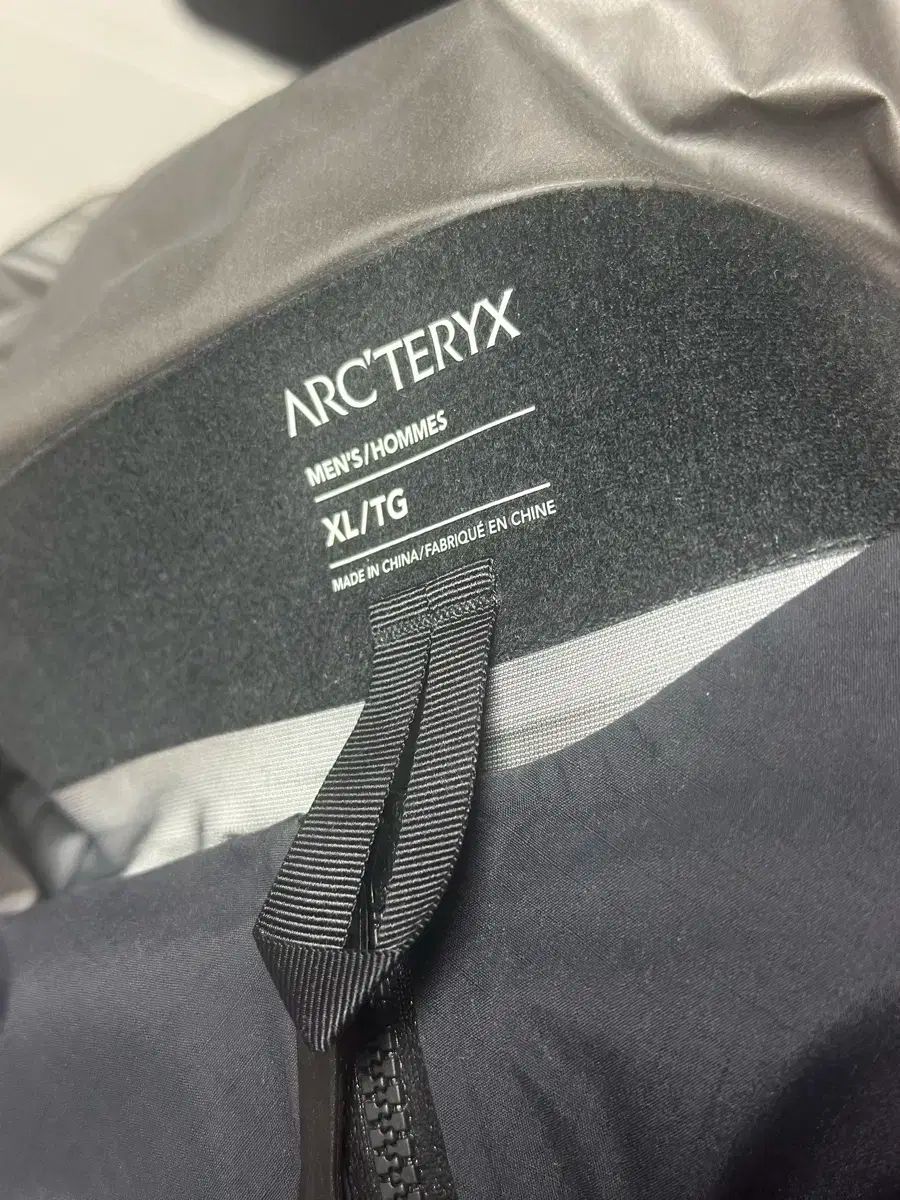 ARC'TERYX
MEN'S/HOMMES
XL/TG
MADE IN CHINA/FABRIQUÉ EN CHINE